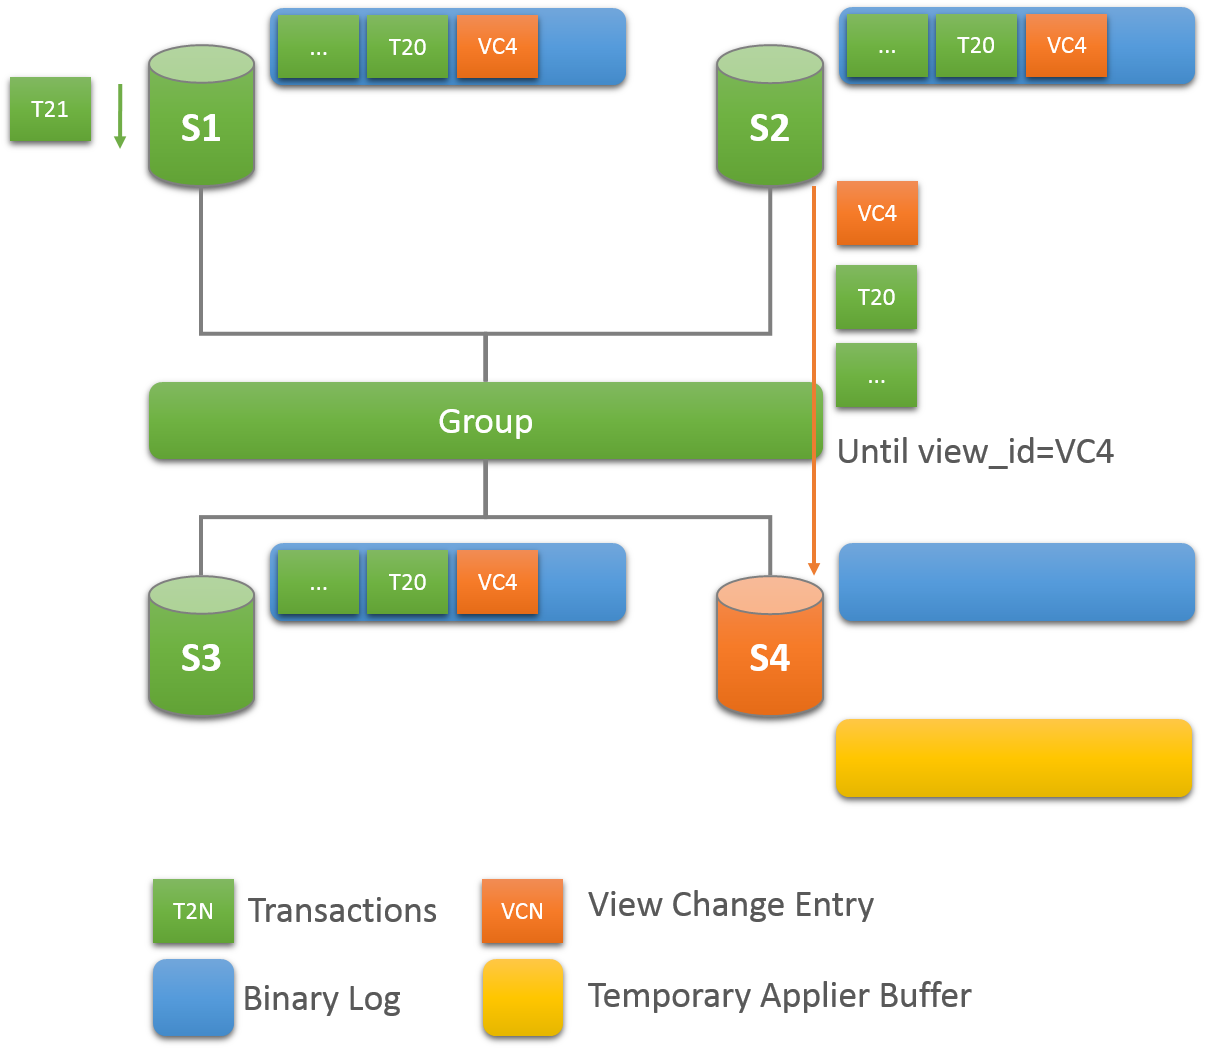 ... T20 VC4
... T20 VC4
T21
S1
S2
VC4
T20
...
Group
Until view_id=VC4
... T20 VC4
S3
S4
T2N Transactions
VCN View Change Entry
Binary Log
Temporary Applier Buffer